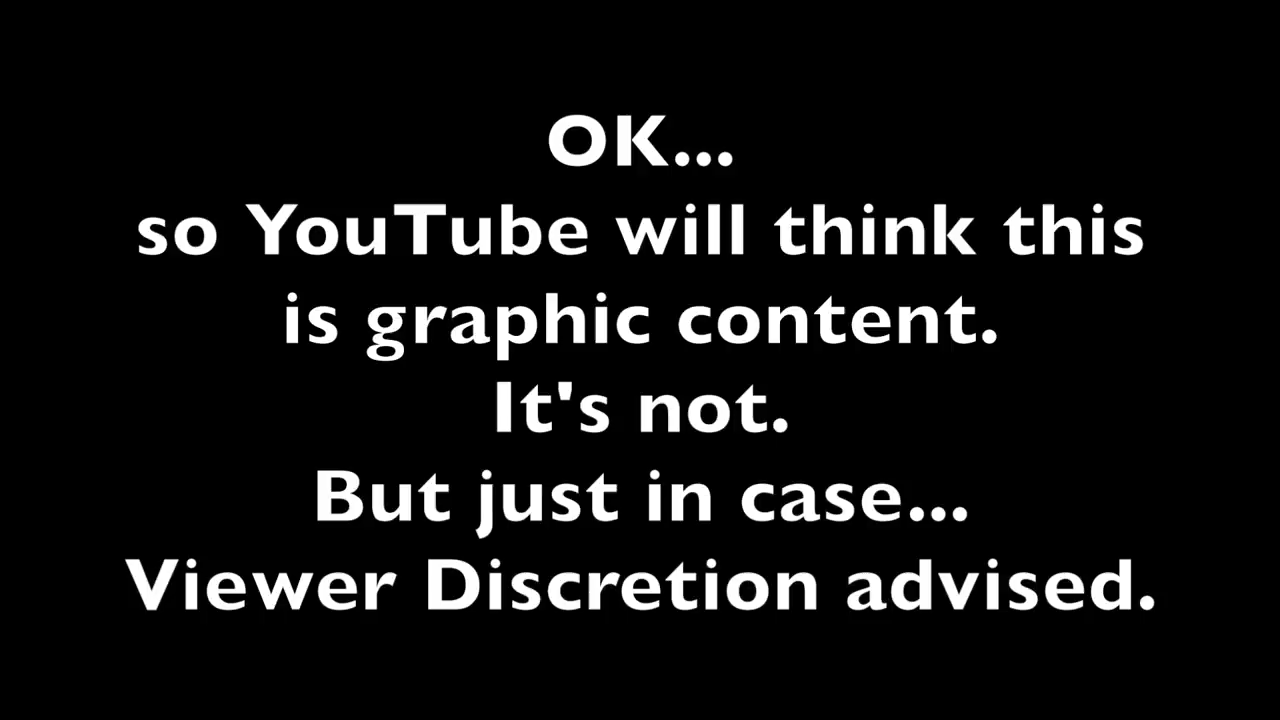 OK...
so YouTube will think this
is graphic content.
It's not.
But just in case...
Viewer Discretion advised.